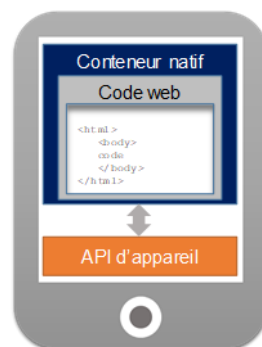 Conteneur natif
Code web
<html>
<body>
code
</body>
</html>
API d'appareil